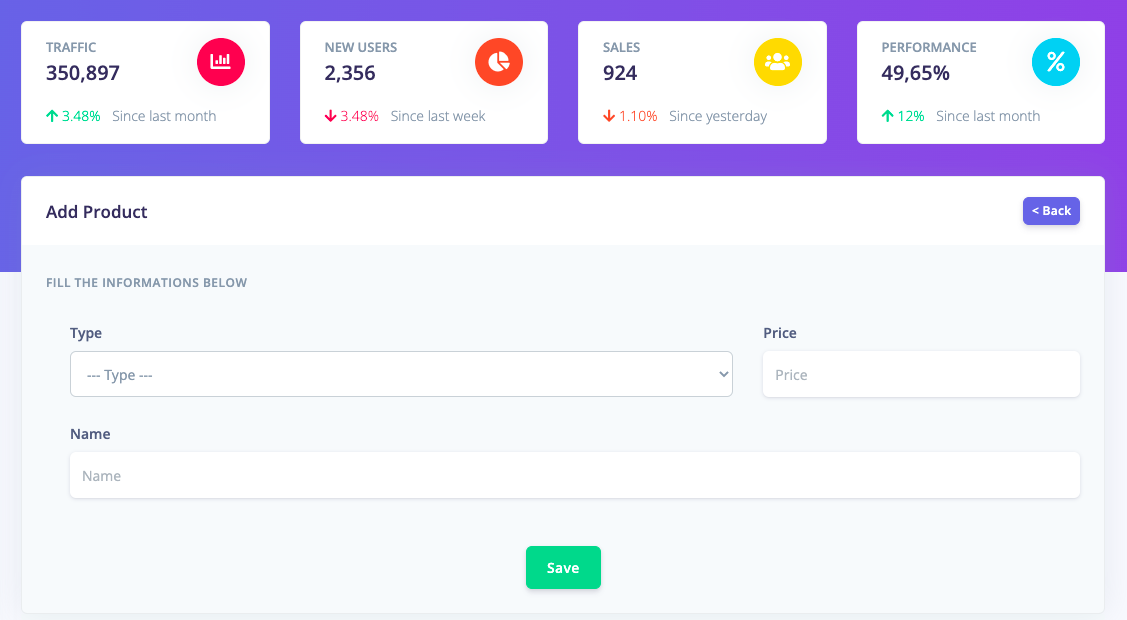 TRAFFIC
350,897
3.48% Since last month
NEW USERS
2,356
3.48% Since last week
SALES
924
1.10% Since yesterday
PERFORMANCE
49,65%
12% Since last month
Add Product
< Back
FILL THE INFORMATIONS BELOW
Type
--- Type ---
Price
Price
Name
Name
Save